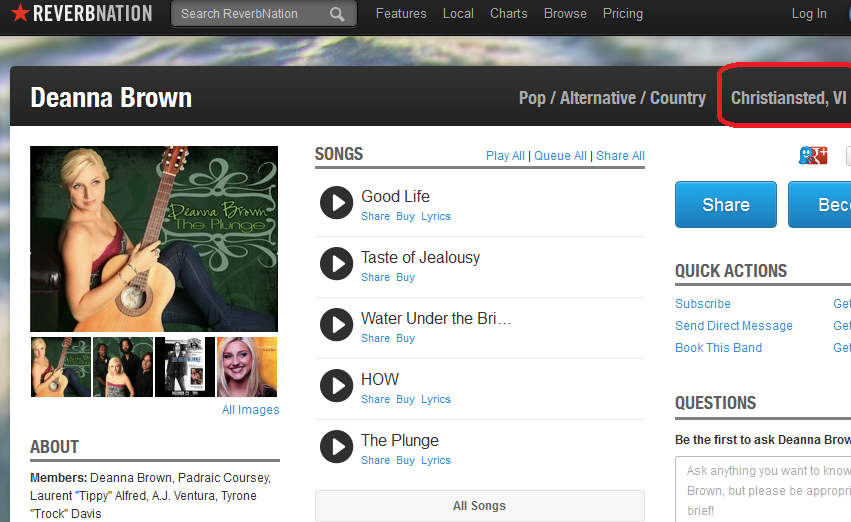 REVERBNATION
Search ReverbNation
Features Local Charts Browse Pricing
Log In
Deanna Brown
Pop / Alternative / Country
Christiansted, VI
Deanna Brown
The Plunge
All Images
ABOUT
Members: Deanna Brown, Padraic Coursey,
Laurent "Tippy" Alfred, A.J. Ventura, Tyrone
"Trock" Davis
SONGS
Play All | Queue All | Share All
Good Life
Share Buy Lyrics
Taste of Jealousy
Share Buy
Water Under the Bri…
Share Buy
HOW
Share Buy Lyrics
The Plunge
Share Buy Lyrics
All Songs
Share
Bec
QUICK ACTIONS
Subscribe Get
Send Direct Message Get
Book This Band Get
QUESTIONS
Be the first to ask Deanna Brow
Ask anything you want to know
Brown, but please be appropria
brief!